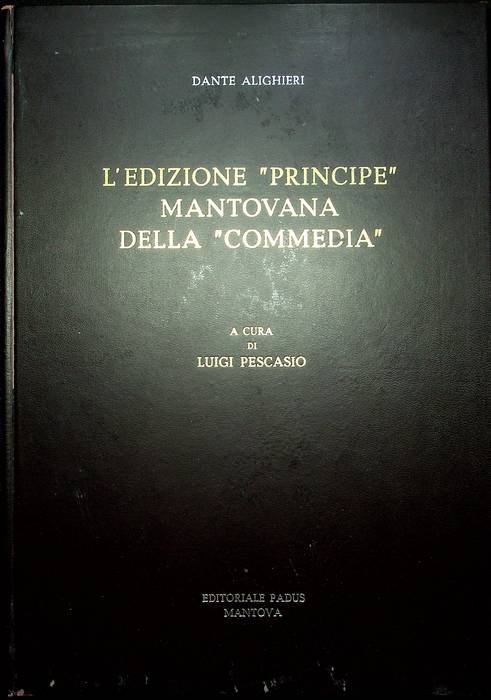 DANTE ALIGHIERI
L'EDIZIONE "PRINCIPE"
MANTOVANA
DELLA "COMMEDIA"
A CURA
DI
LUIGI PESCASIO
EDITORIALE PADUS
MANTOVA